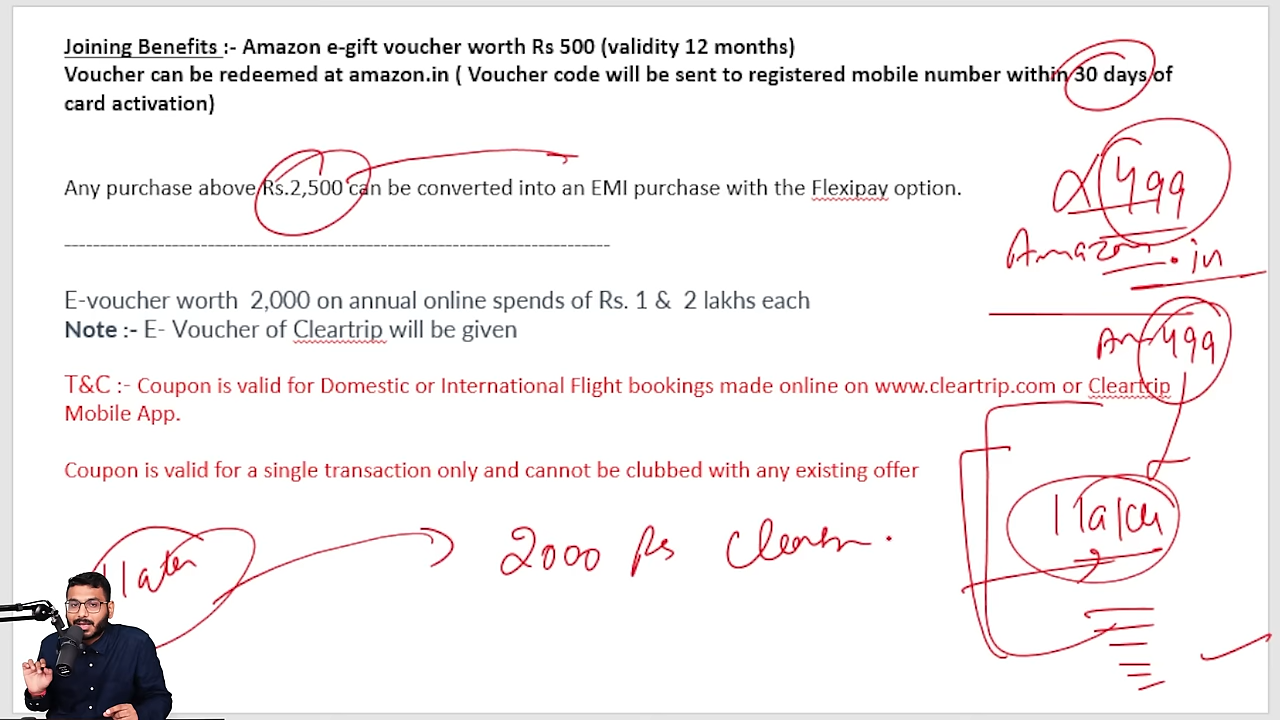 Joining Benefits :- Amazon e-gift voucher worth Rs 500 (validity 12 months)
Voucher can be redeemed at amazon.in ( Voucher code will be sent to registered mobile number within 30 days of
card activation)
Any purchase above Rs.2,500 can be converted into an EMI purchase with the Flexipay option.
499
Amazon.in
--------------------------------------------------------------------------------
E-voucher worth  2,000 on annual online spends of Rs. 1 &  2 lakhs each
Note :- E- Voucher of Cleartrip will be given
499
T&C :- Coupon is valid for Domestic or International Flight bookings made online on www.cleartrip.com or Cleartrip
Mobile App.
Coupon is valid for a single transaction only and cannot be clubbed with any existing offer
2000 Rs